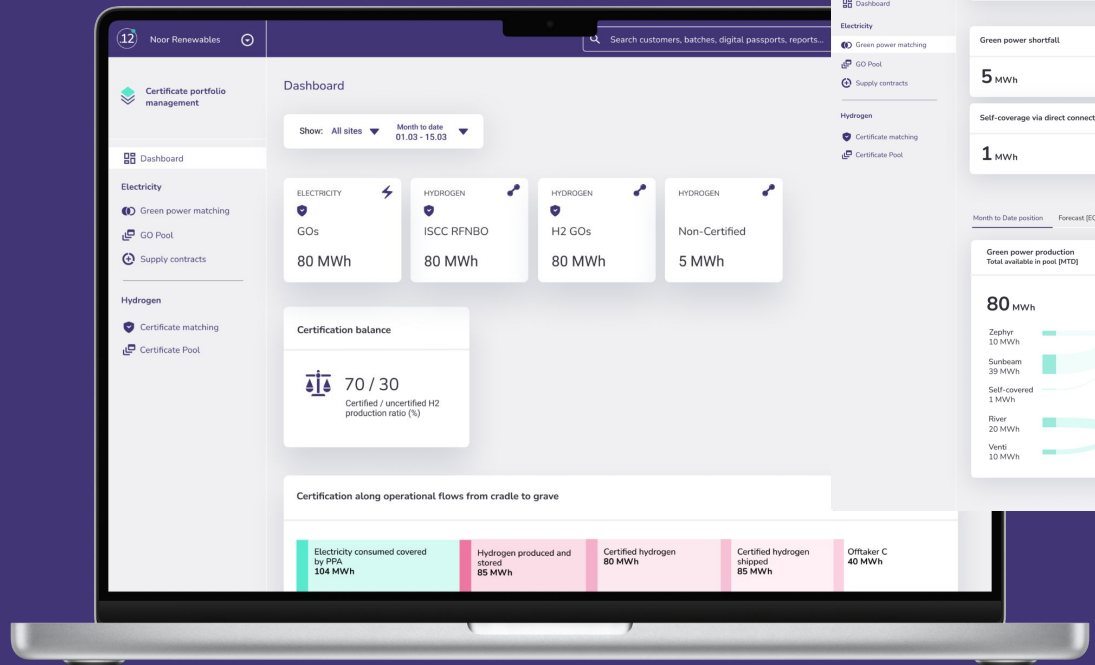 12
Noor Renewables
Search customers, batches, digital passports, reports...
Certificate portfolio
management
Dashboard
Electricity
Green power matching
GO Pool
Supply contracts
Hydrogen
Certificate matching
Certificate Pool
Dashboard
Show: All sites
Month to date
01.03 - 15.03
ELECTRICITY
GOs
80 MWh
HYDROGEN
ISCC RFNBO
80 MWh
HYDROGEN
H2 GOs
80 MWh
HYDROGEN
Non-Certified
5 MWh
Certification balance
70 / 30
Certified / uncertified H2
production ratio (%)
Certification along operational flows from cradle to grave
Electricity consumed covered
by PPA
104 MWh
Hydrogen produced and
stored
85 MWh
Certified hydrogen
80 MWh
Certified hydrogen
shipped
85 MWh
Offtaker C
40 MWh
Dashboard
Electricity
Green power matching
GO Pool
Supply contracts
Hydrogen
Certificate matching
Certificate Pool
Green power shortfall
5 MWh
Self-coverage via direct connect
1 MWh
Month to Date position
Forecast [EO
Green power production
Total available in pool [MTD]
80 MWh
Zephyr
10 MWh
Sunbeam
39 MWh
Self-covered
1 MWh
River
20 MWh
Venti
10 MWh